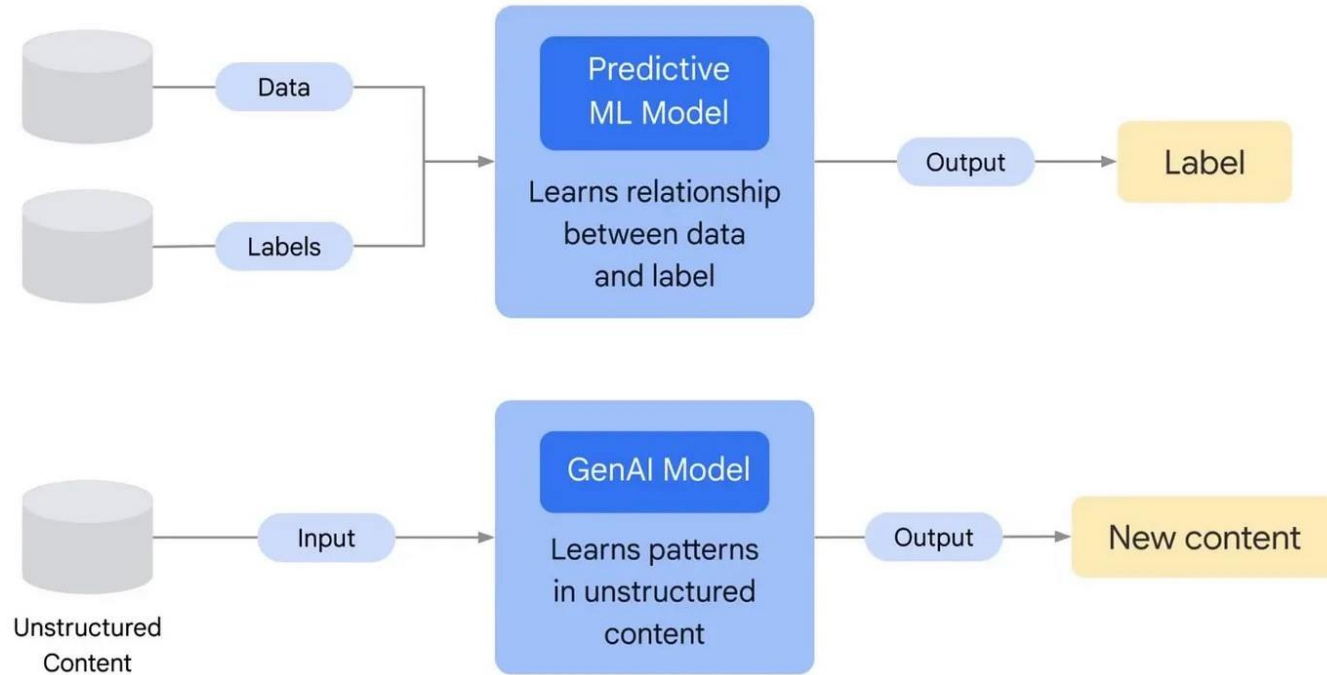 Data
Predictive
ML Model
Output
Label
Learns relationship
between data
and label
Labels
GenAI Model
Input
Output
New content
Learns patterns
in unstructured
content
Unstructured
Content